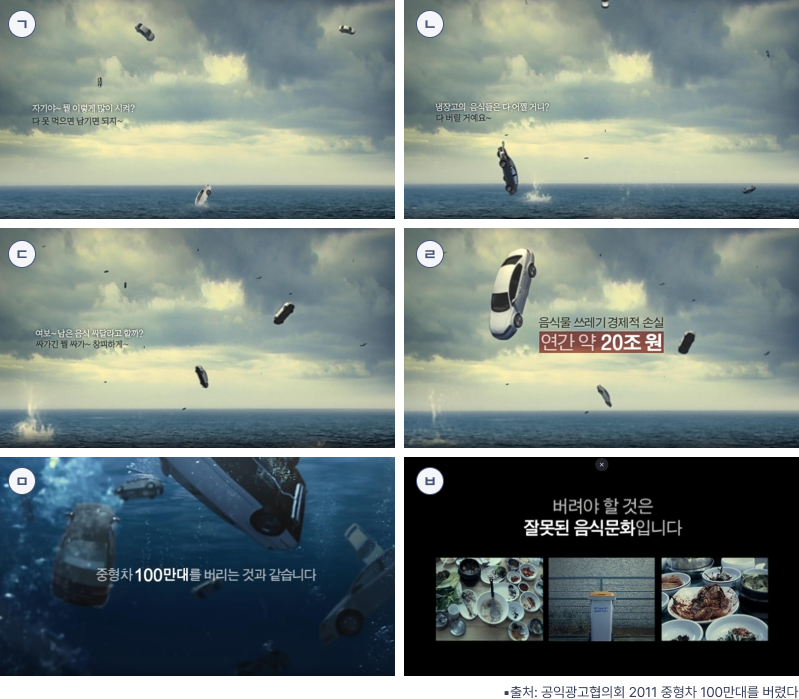 ㄱ
자기야~ 뭘 이렇게 많이 시켜?
다 못 먹으면 남기면 되지~
ㄴ
냉장고의 음식들은 다 어쩔 거니?
다 버릴 거예요~
ㄷ
여보~ 남은 음식 싸달라고 할까?
싸가긴 뭘 싸가~ 창피하게~
ㄹ
음식물 쓰레기 경제적 손실
연간 약 20조 원
ㅁ
중형차 100만대를 버리는 것과 같습니다
ㅂ
버려야 할 것은
잘못된 음식문화입니다
▪출처: 공익광고협의회 2011 중형차 100만대를 버렸다